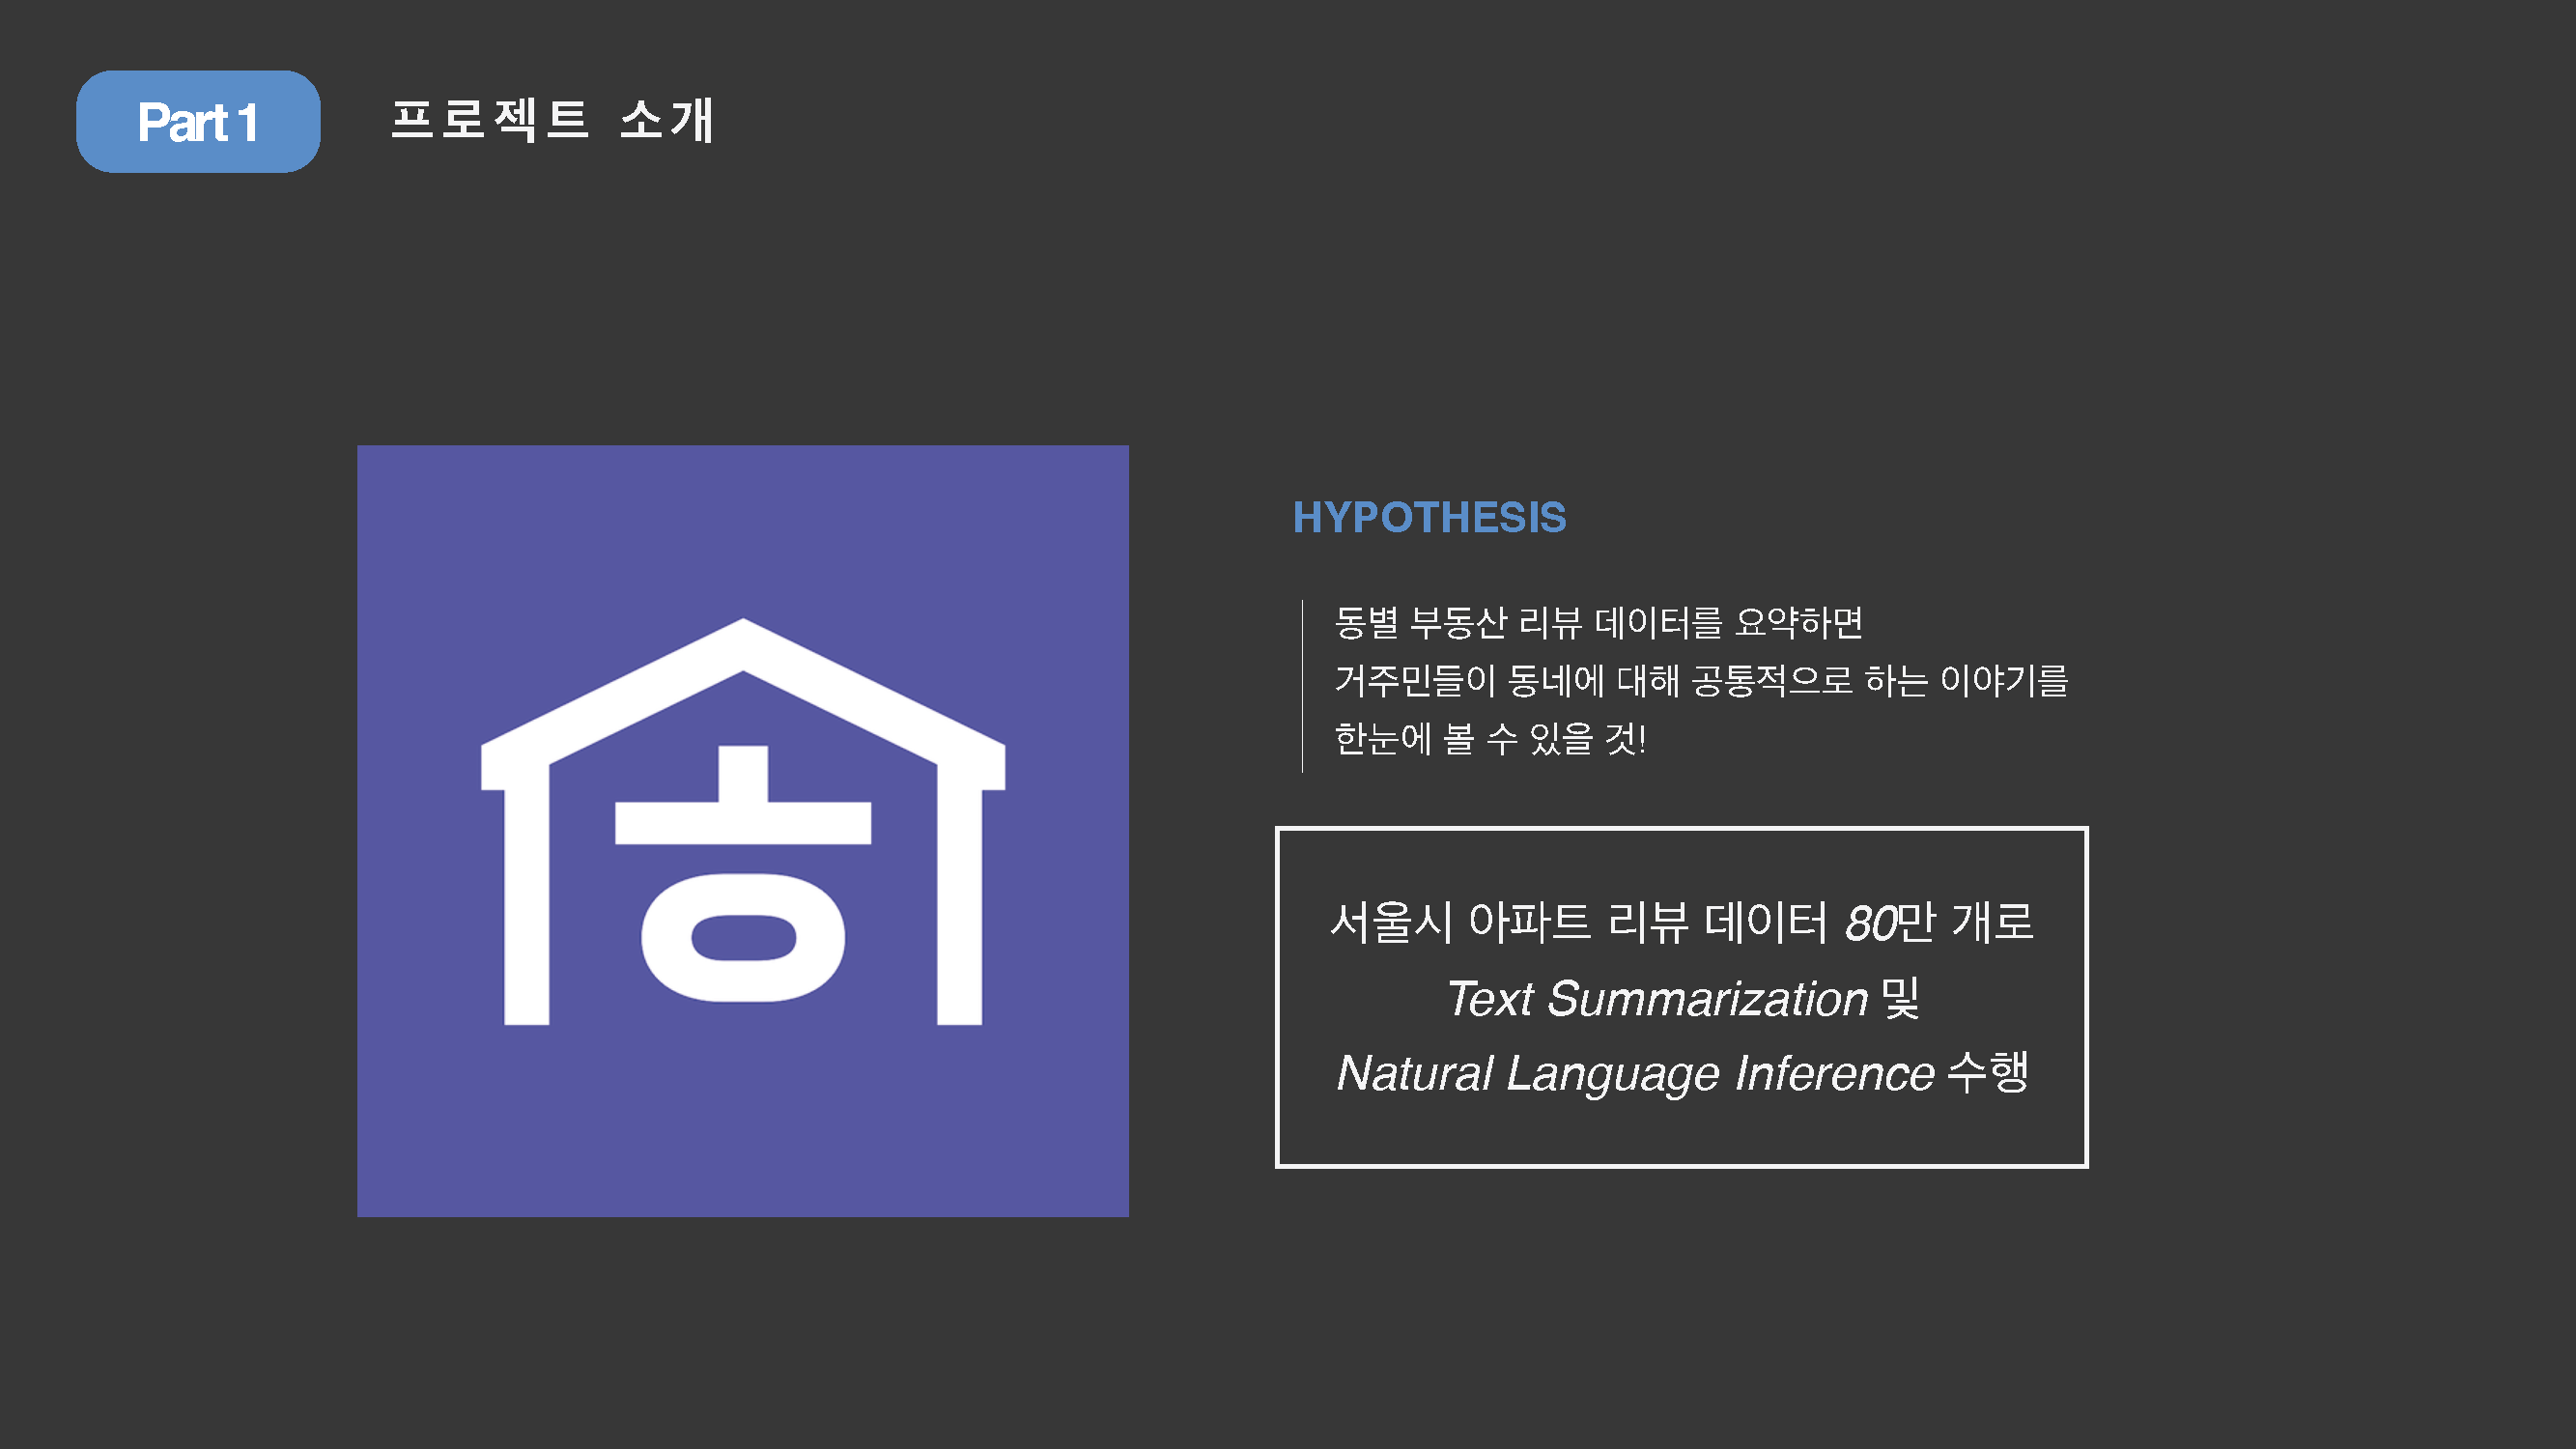 Part 1
프로젝트 소개
HYPOTHESIS
동별 부동산 리뷰 데이터를 요약하면
거주민들이 동네에 대해 공통적으로 하는 이야기를
한눈에 볼 수 있을 것!
서울시 아파트 리뷰 데이터 80만 개로
Text Summarization 및
Natural Language Inference 수행